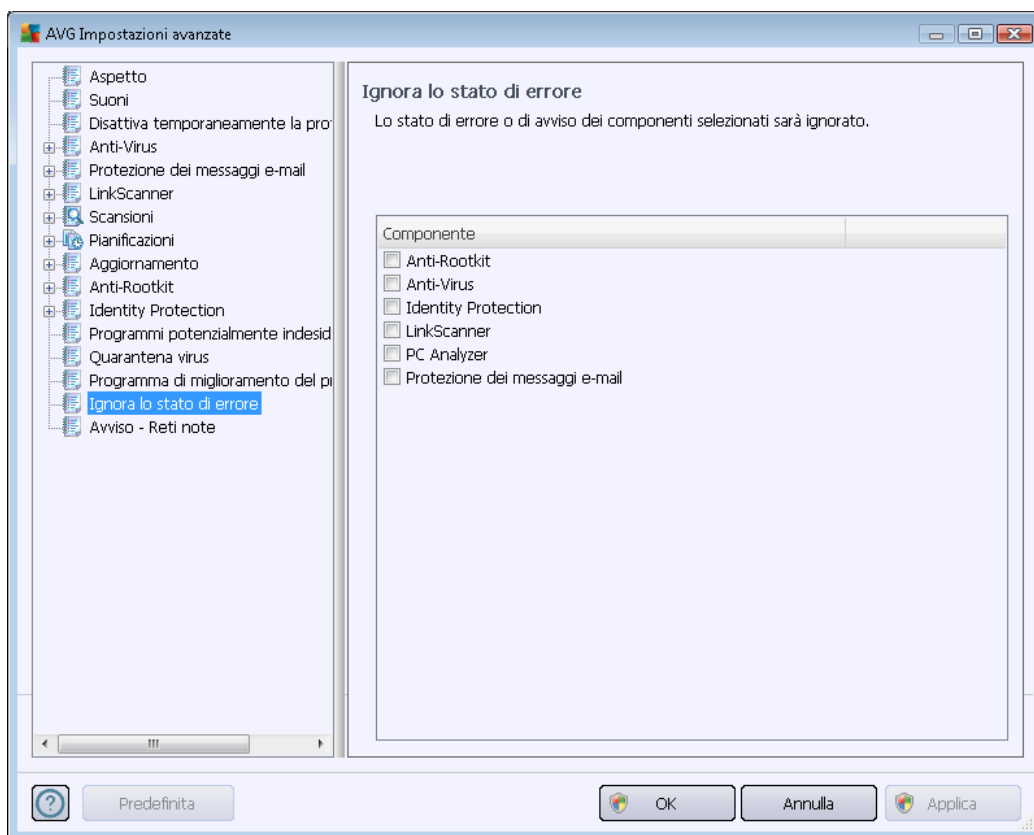 AVG Impostazioni avanzate
Aspetto
Suoni
Disattiva temporaneamente la pro
Anti-Virus
Protezione dei messaggi e-mail
LinkScanner
Scansioni
Pianificazioni
Aggiornamento
Anti-Rootkit
Identity Protection
Programmi potenzialmente indesid
Quarantena virus
Programma di miglioramento del pr
Ignora lo stato di errore
Avviso - Reti note
Ignora lo stato di errore
Lo stato di errore o di avviso dei componenti selezionati sarà ignorato.
Componente
Anti-Rootkit
Anti-Virus
Identity Protection
LinkScanner
PC Analyzer
Protezione dei messaggi e-mail
Predefinita
OK
Annulla
Applica